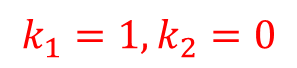 k₁ = 1, k₂ = 0